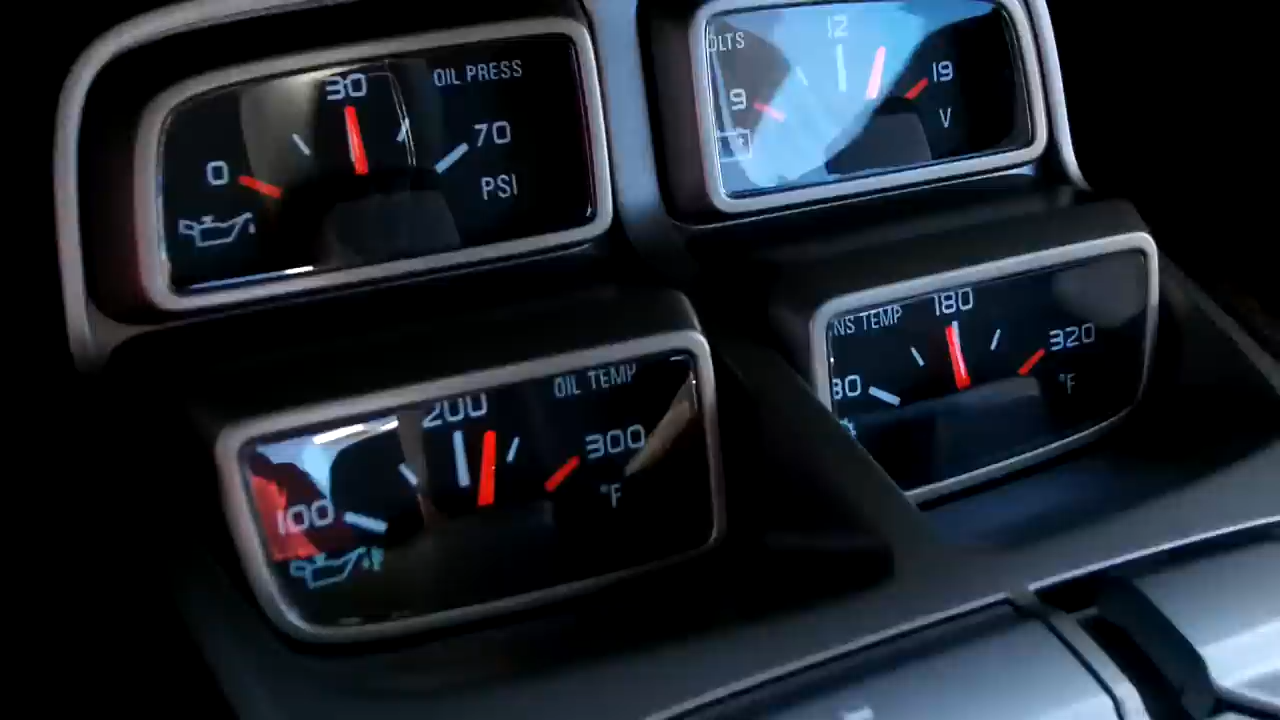 30
OIL PRESS
0
70
PSI
OLTS
12
9
19
V
200
OIL TEMP
300
100
°F
NS TEMP
180
320
80
°F